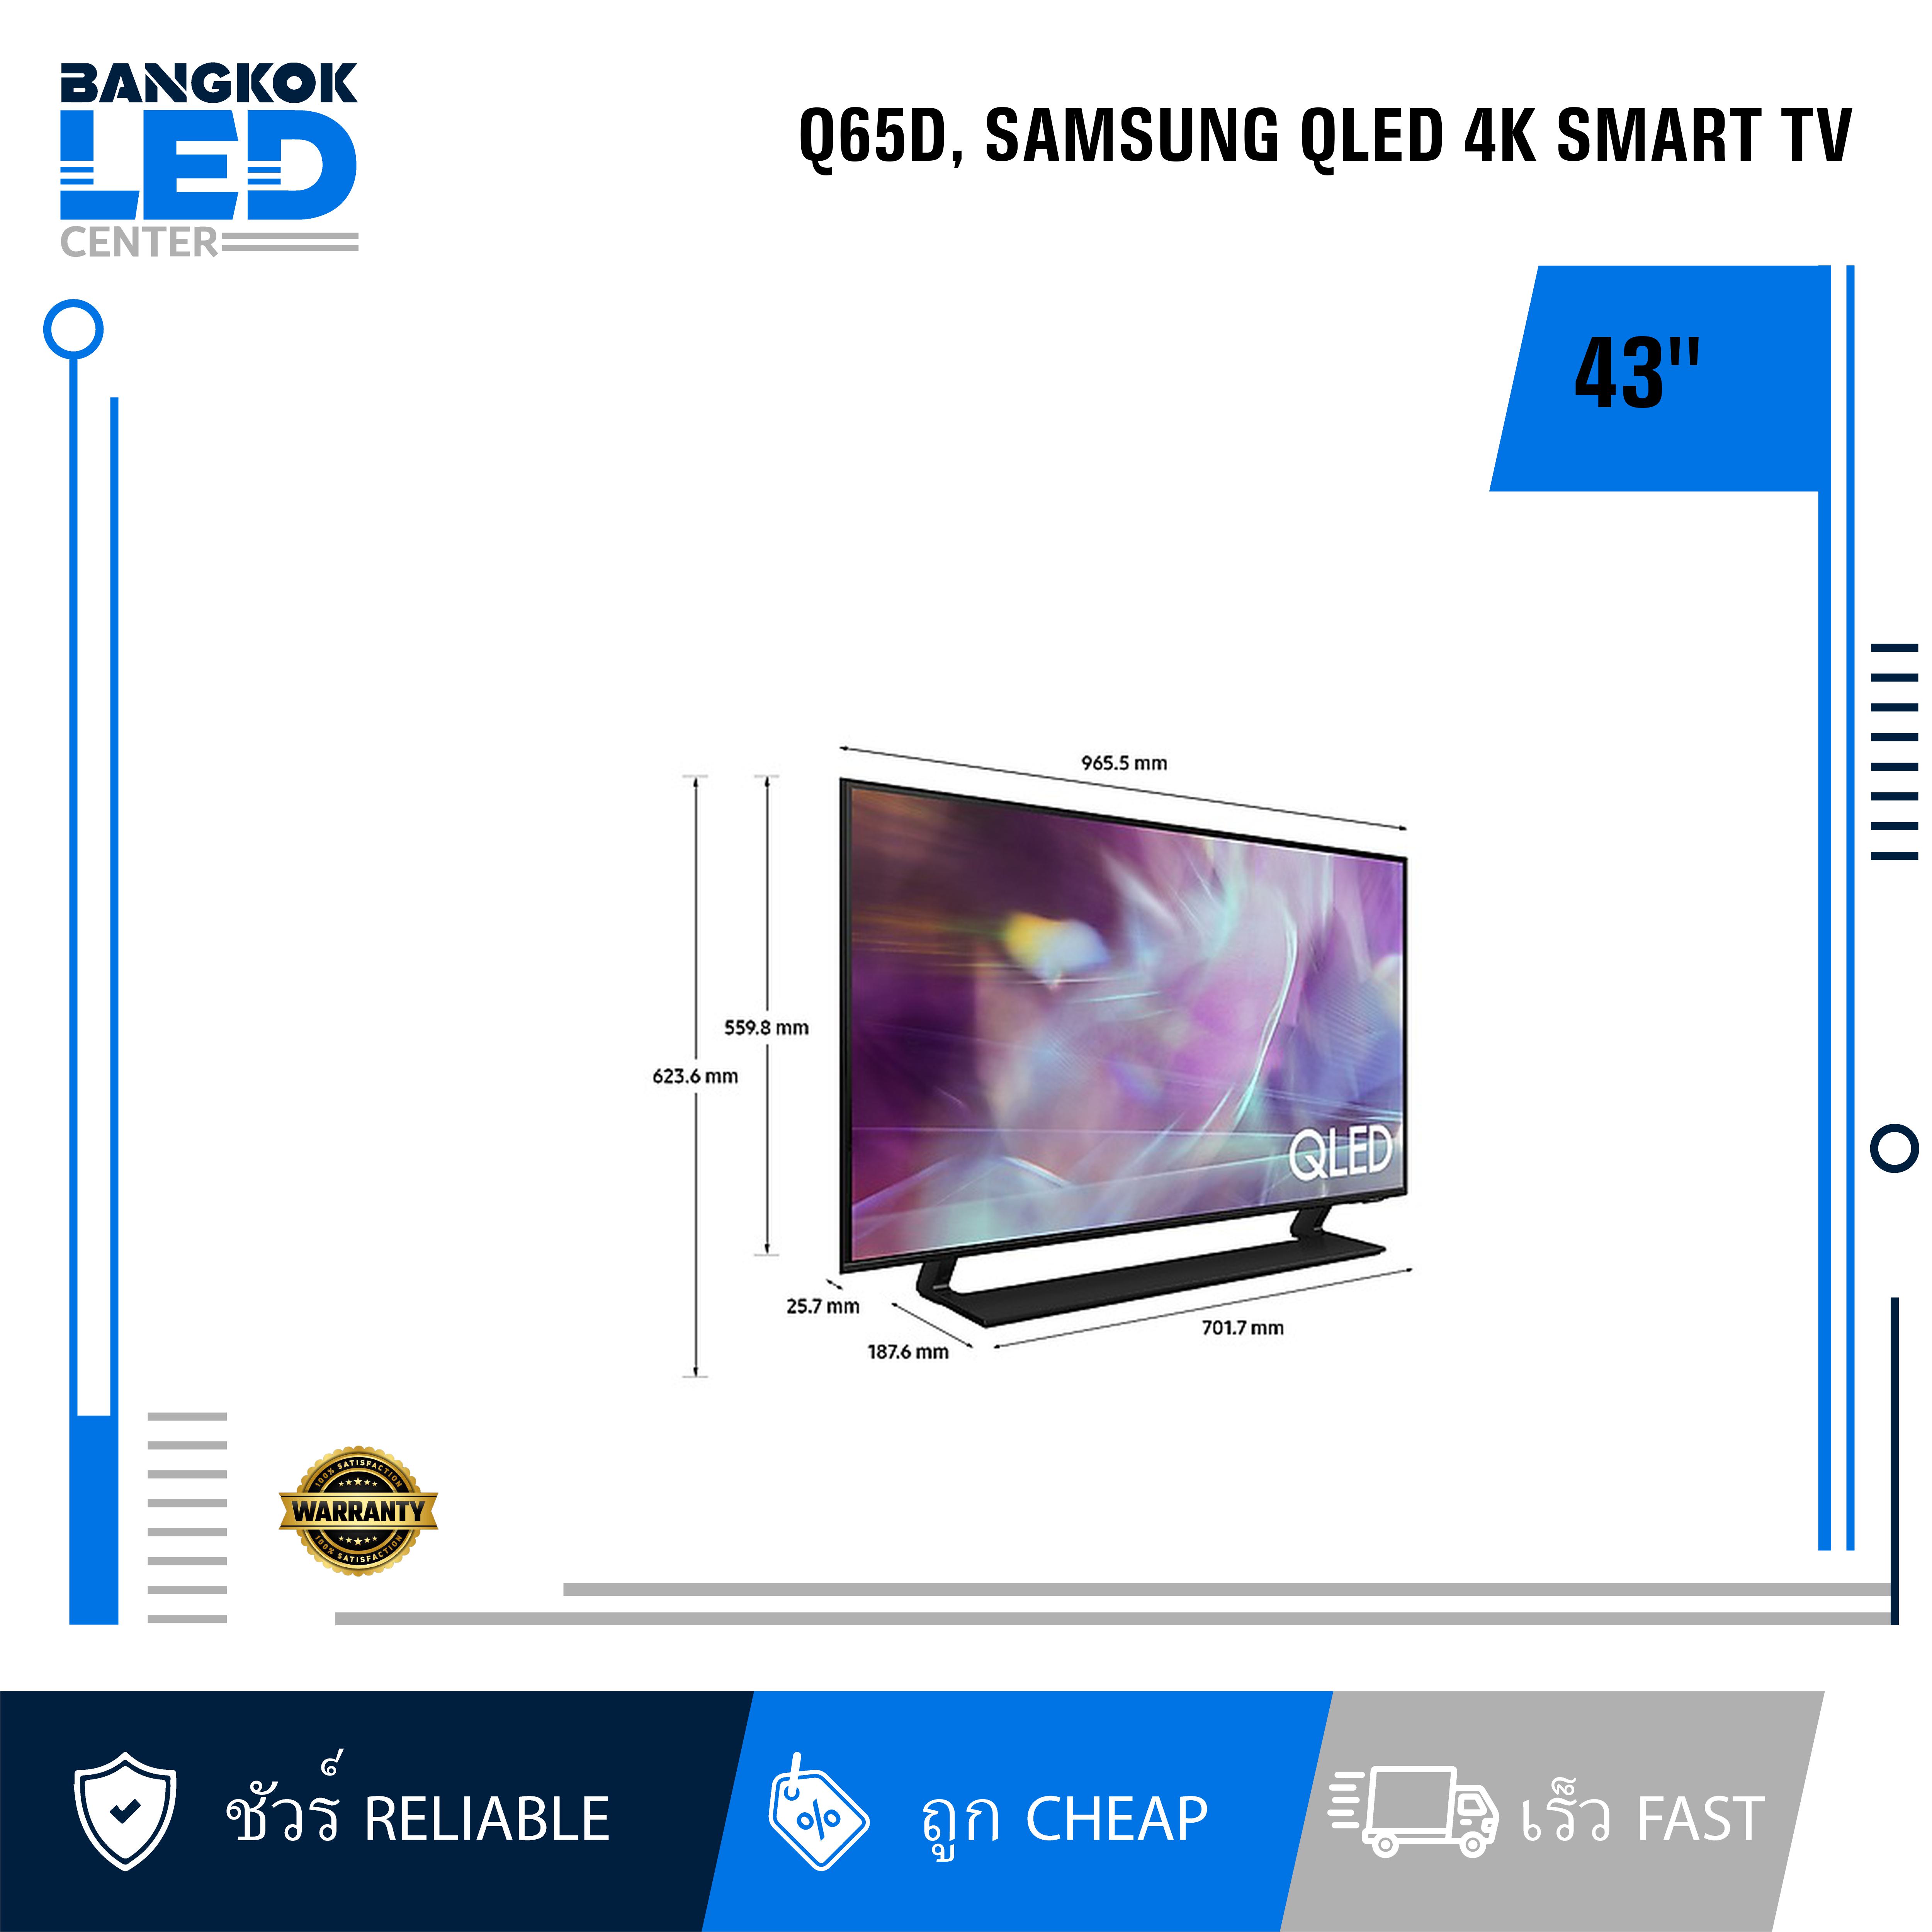 BANGKOK
LED
CENTER
Q65D, SAMSUNG QLED 4K SMART TV
43"
965.5 mm
559.8 mm
623.6 mm
QLED
25.7 mm
187.6 mm
701.7 mm
100% SATISFACTION
WARRANTY
100% SATISFACTION
ชัวร์ RELIABLE
%
ถูก CHEAP
เร็ว FAST